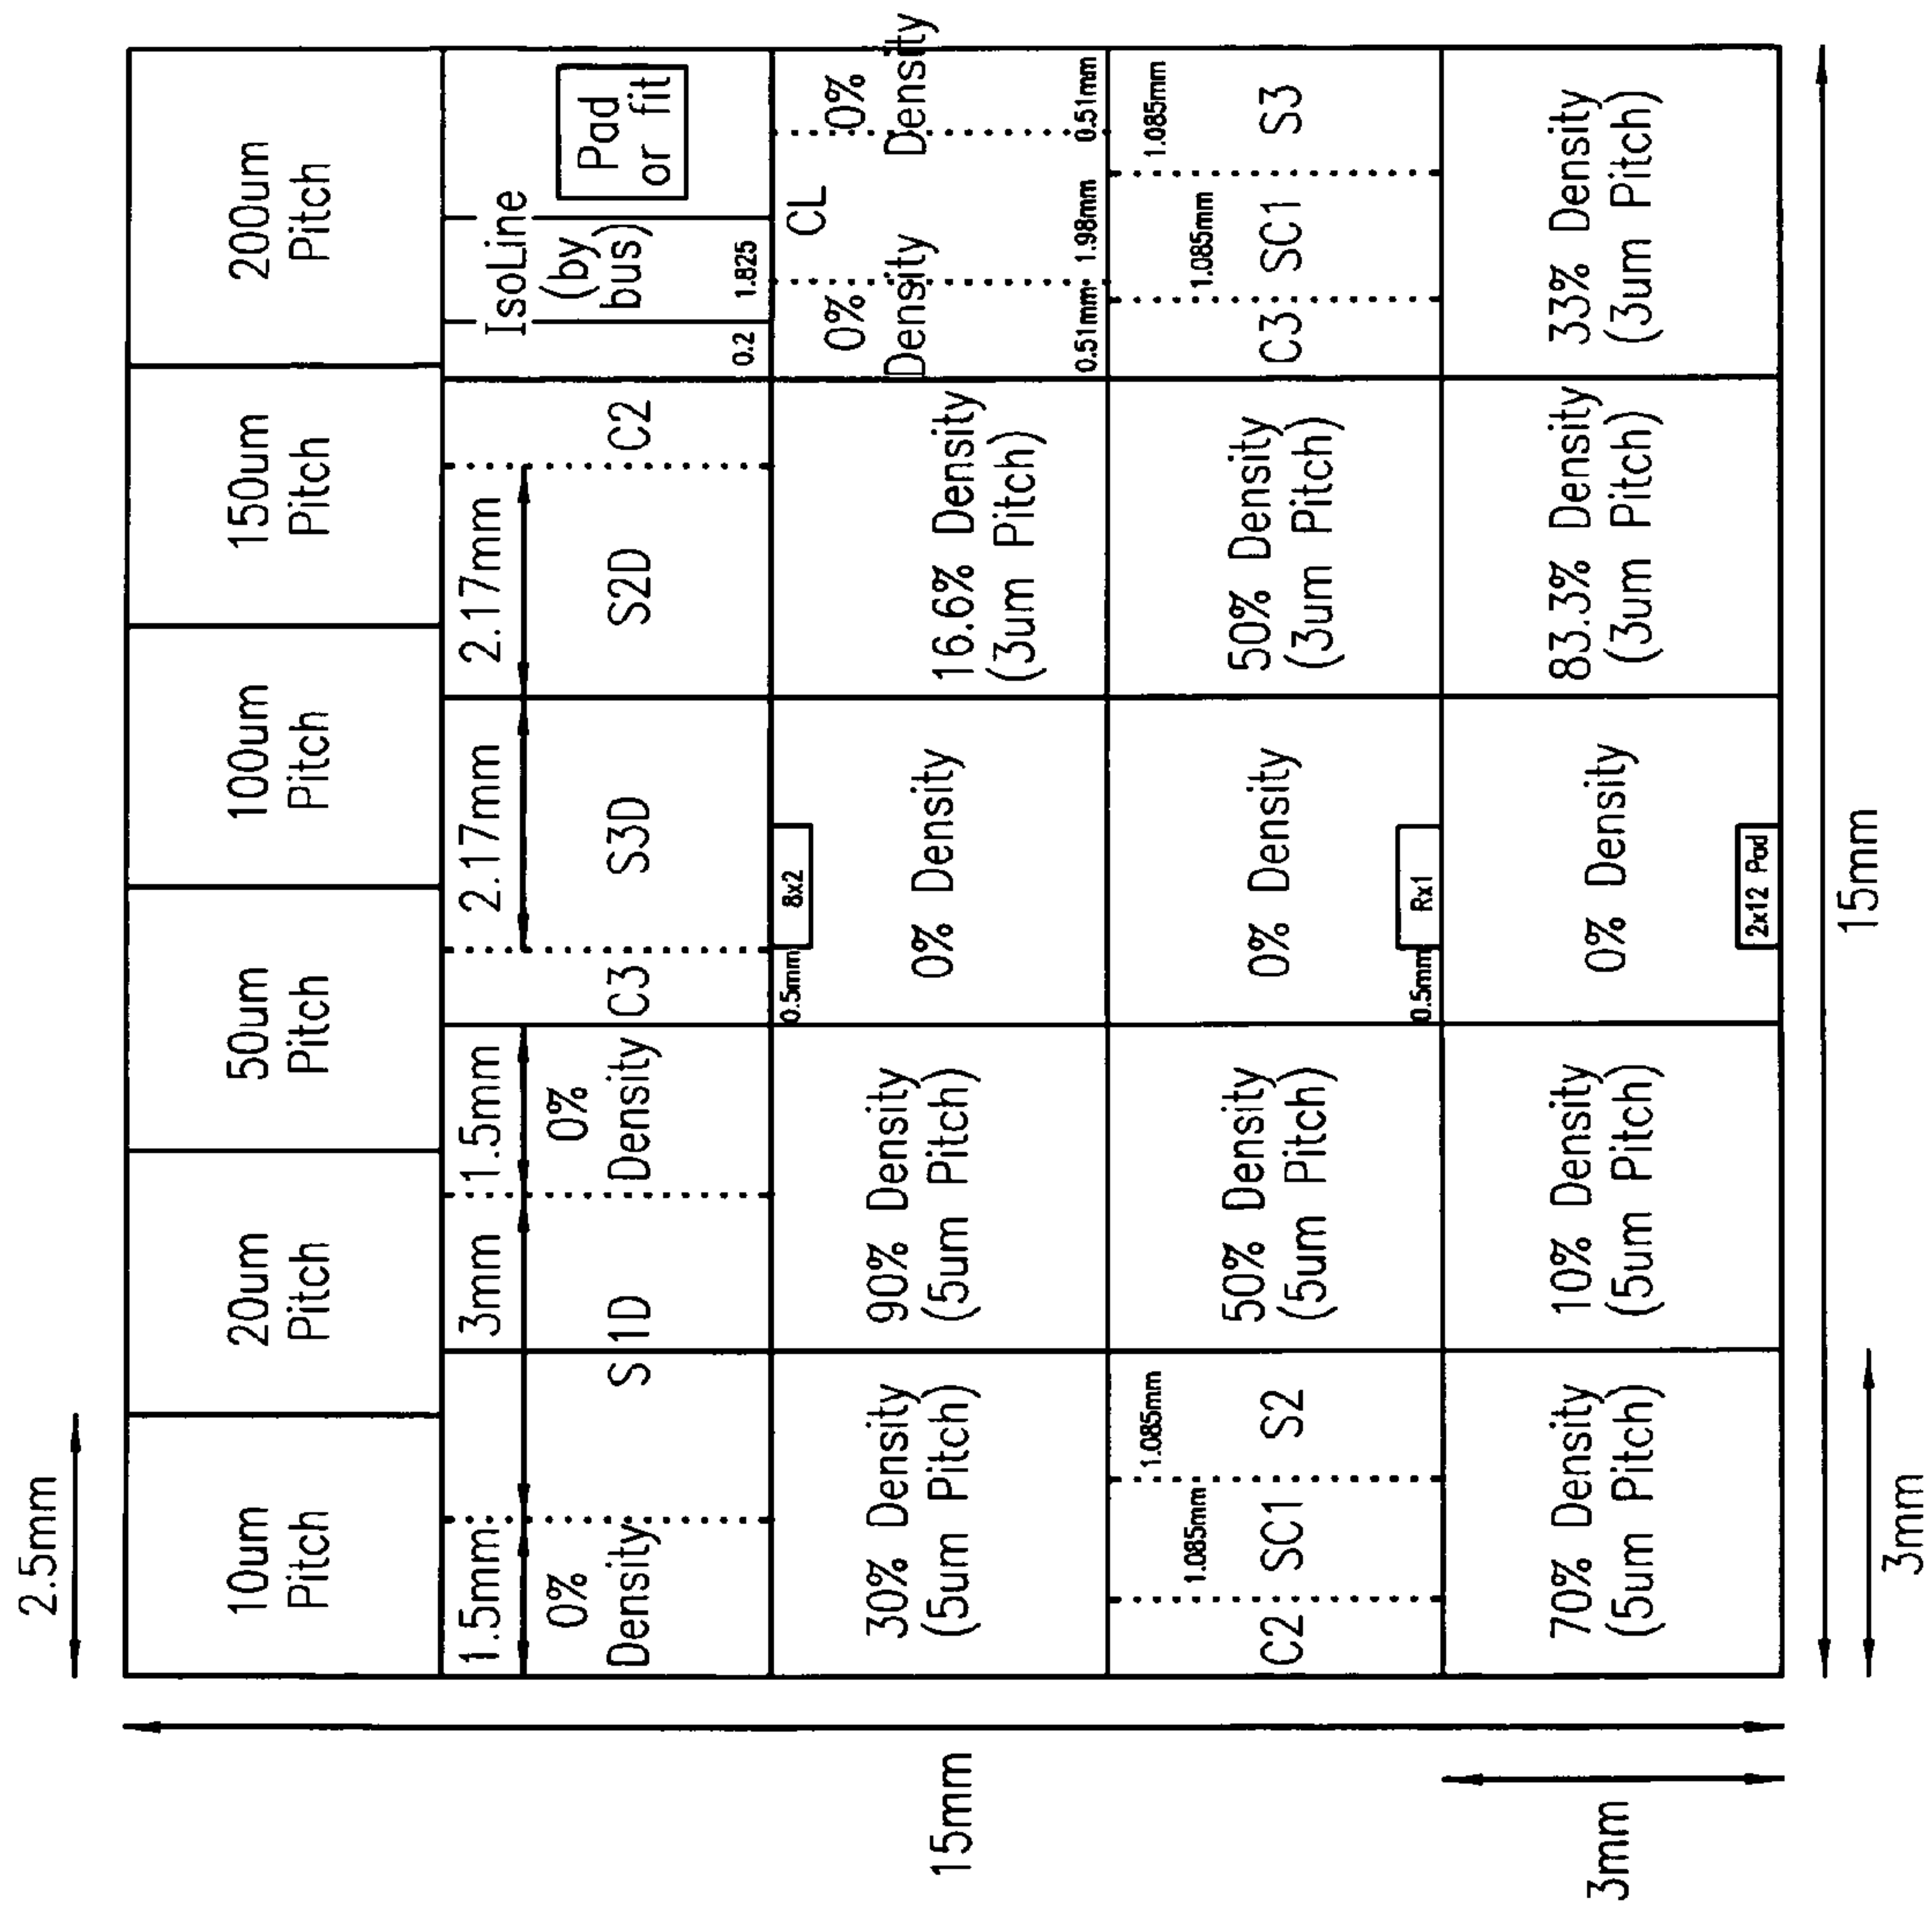 2.5mm
10um
Pitch
20um
Pitch
50um
Pitch
100um
Pitch
150um
Pitch
200um
Pitch
1.5mm
3mm
1.5mm
2.17mm
2.17mm
0%
Density
S1D
0%
Density
C3
S3D
S2D
C2
IsoLine
(by
bus)
0.2
1.825
Pad
or fit
30% Density
(5um Pitch)
90% Density
(5um Pitch)
0.5mm
8x2
0% Density
16.6% Density
(3um Pitch)
CL
0%
Density
0%
Density
0.51mm
1.98mm
0.51mm
1.085mm
1.085mm
C2
SC1
S2
50% Density
(5um Pitch)
0% Density
0.5mm
Rx1
50% Density
(3um Pitch)
1.085mm
1.085mm
C3
SC1
S3
70% Density
(5um Pitch)
10% Density
(5um Pitch)
0% Density
2x12 Pad
83.3% Density
(3um Pitch)
33% Density
(3um Pitch)
15mm
3mm
15mm
3mm